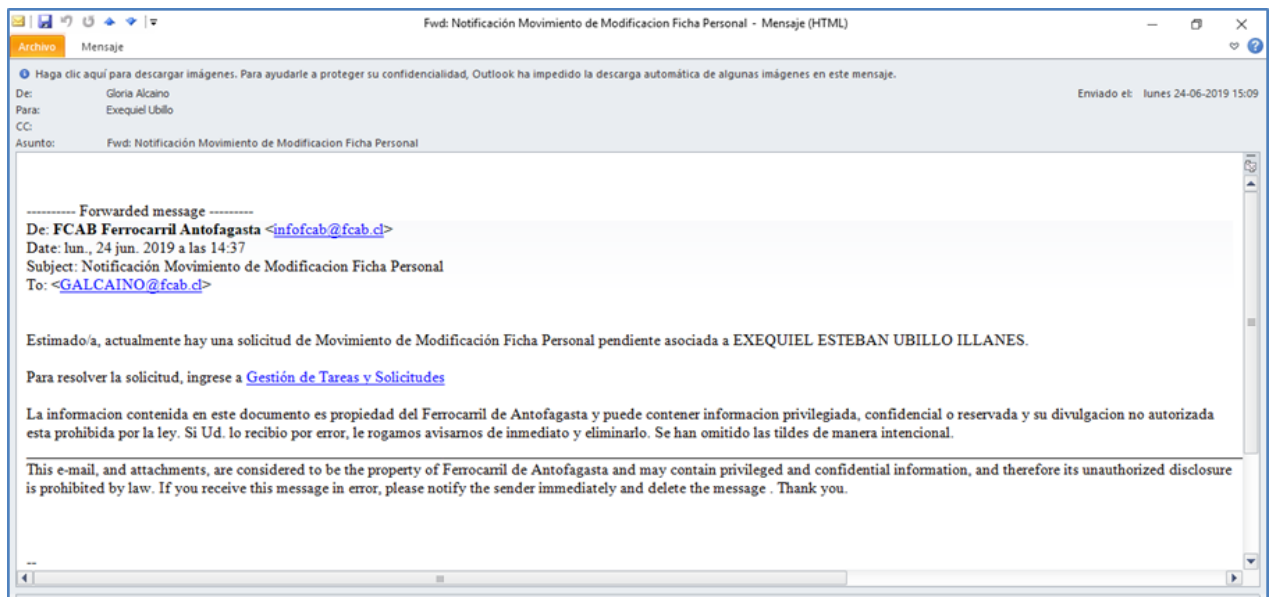 Fwd: Notificación Movimiento de Modificacion Ficha Personal - Mensaje (HTML)
Archivo Mensaje
Haga clic aquí para descargar imágenes. Para ayudarle a proteger su confidencialidad, Outlook ha impedido la descarga automática de algunas imágenes en este mensaje.
De: Gloria Alcaino Enviado el: lunes 24-06-2019 15:09
Para: Exequiel Ubillo
CC:
Asunto: Fwd: Notificación Movimiento de Modificacion Ficha Personal
---------- Forwarded message ---------
De: FCAB Ferrocarril Antofagasta <infofcab@fcab.cl>
Date: lun., 24 jun. 2019 a las 14:37
Subject: Notificación Movimiento de Modificacion Ficha Personal
To: <GALCAINO@fcab.cl>
Estimado/a, actualmente hay una solicitud de Movimiento de Modificación Ficha Personal pendiente asociada a EXEQUIEL ESTEBAN UBILLO ILLANES.
Para resolver la solicitud, ingrese a Gestión de Tareas y Solicitudes
La informacion contenida en este documento es propiedad del Ferrocarril de Antofagasta y puede contener informacion privilegiada, confidencial o reservada y su divulgacion no autorizada
esta prohibida por la ley. Si Ud. lo recibio por error, le rogamos avisarnos de inmediato y eliminarlo. Se han omitido las tildes de manera intencional.
This e-mail, and attachments, are considered to be the property of Ferrocarril de Antofagasta and may contain privileged and confidential information, and therefore its unauthorized disclosure
is prohibited by law. If you receive this message in error, please notify the sender immediately and delete the message . Thank you.
--